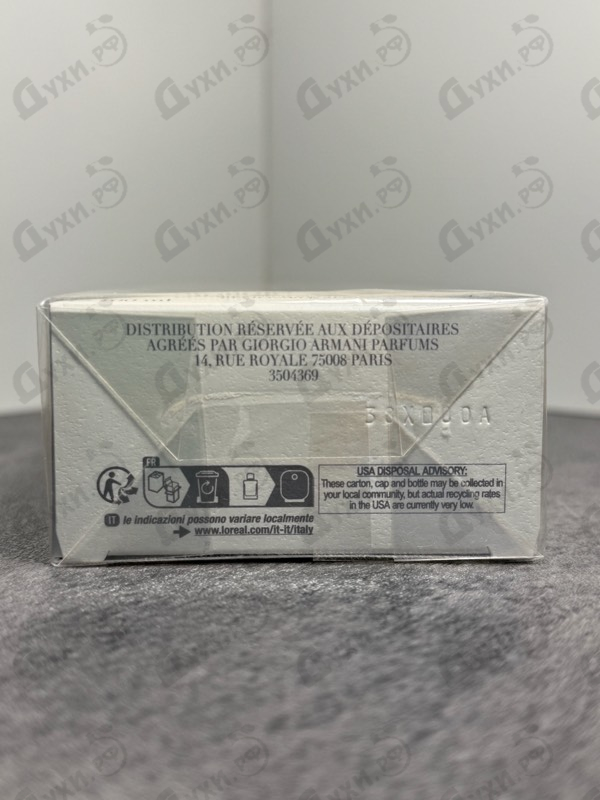 DISTRIBUTION RÉSERVÉE AUX DÉPOSITAIRES
AGRÉÉS PAR GIORGIO ARMANI PARFUMS
14, RUE ROYALE 75008 PARIS
3504369
FR
USA DISPOSAL ADVISORY:
These carton, cap and bottle may be collected in
your local community, but actual recycling rates
in the USA are currently very low.
IT le indicazioni possono variare localmente
www.loreal.com/it-it/italy
Духи.рф